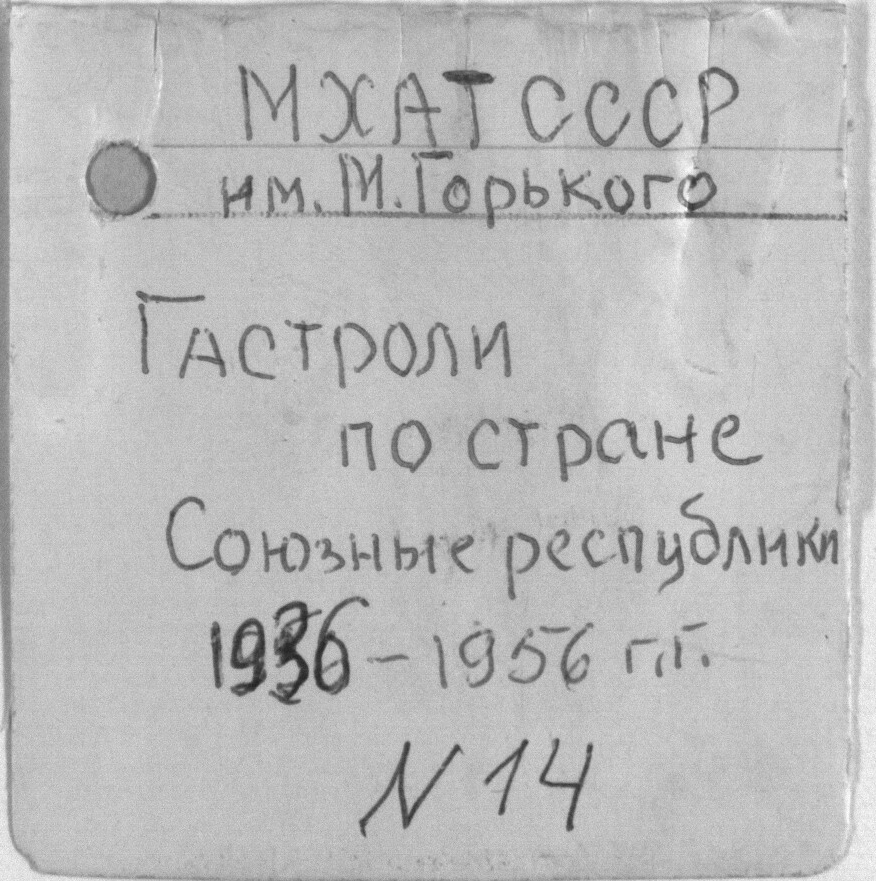 МХАТ СССР
им. М. Горького
Гастроли
по стране
Союзные республики
1936 - 1956 г.г.
N 14